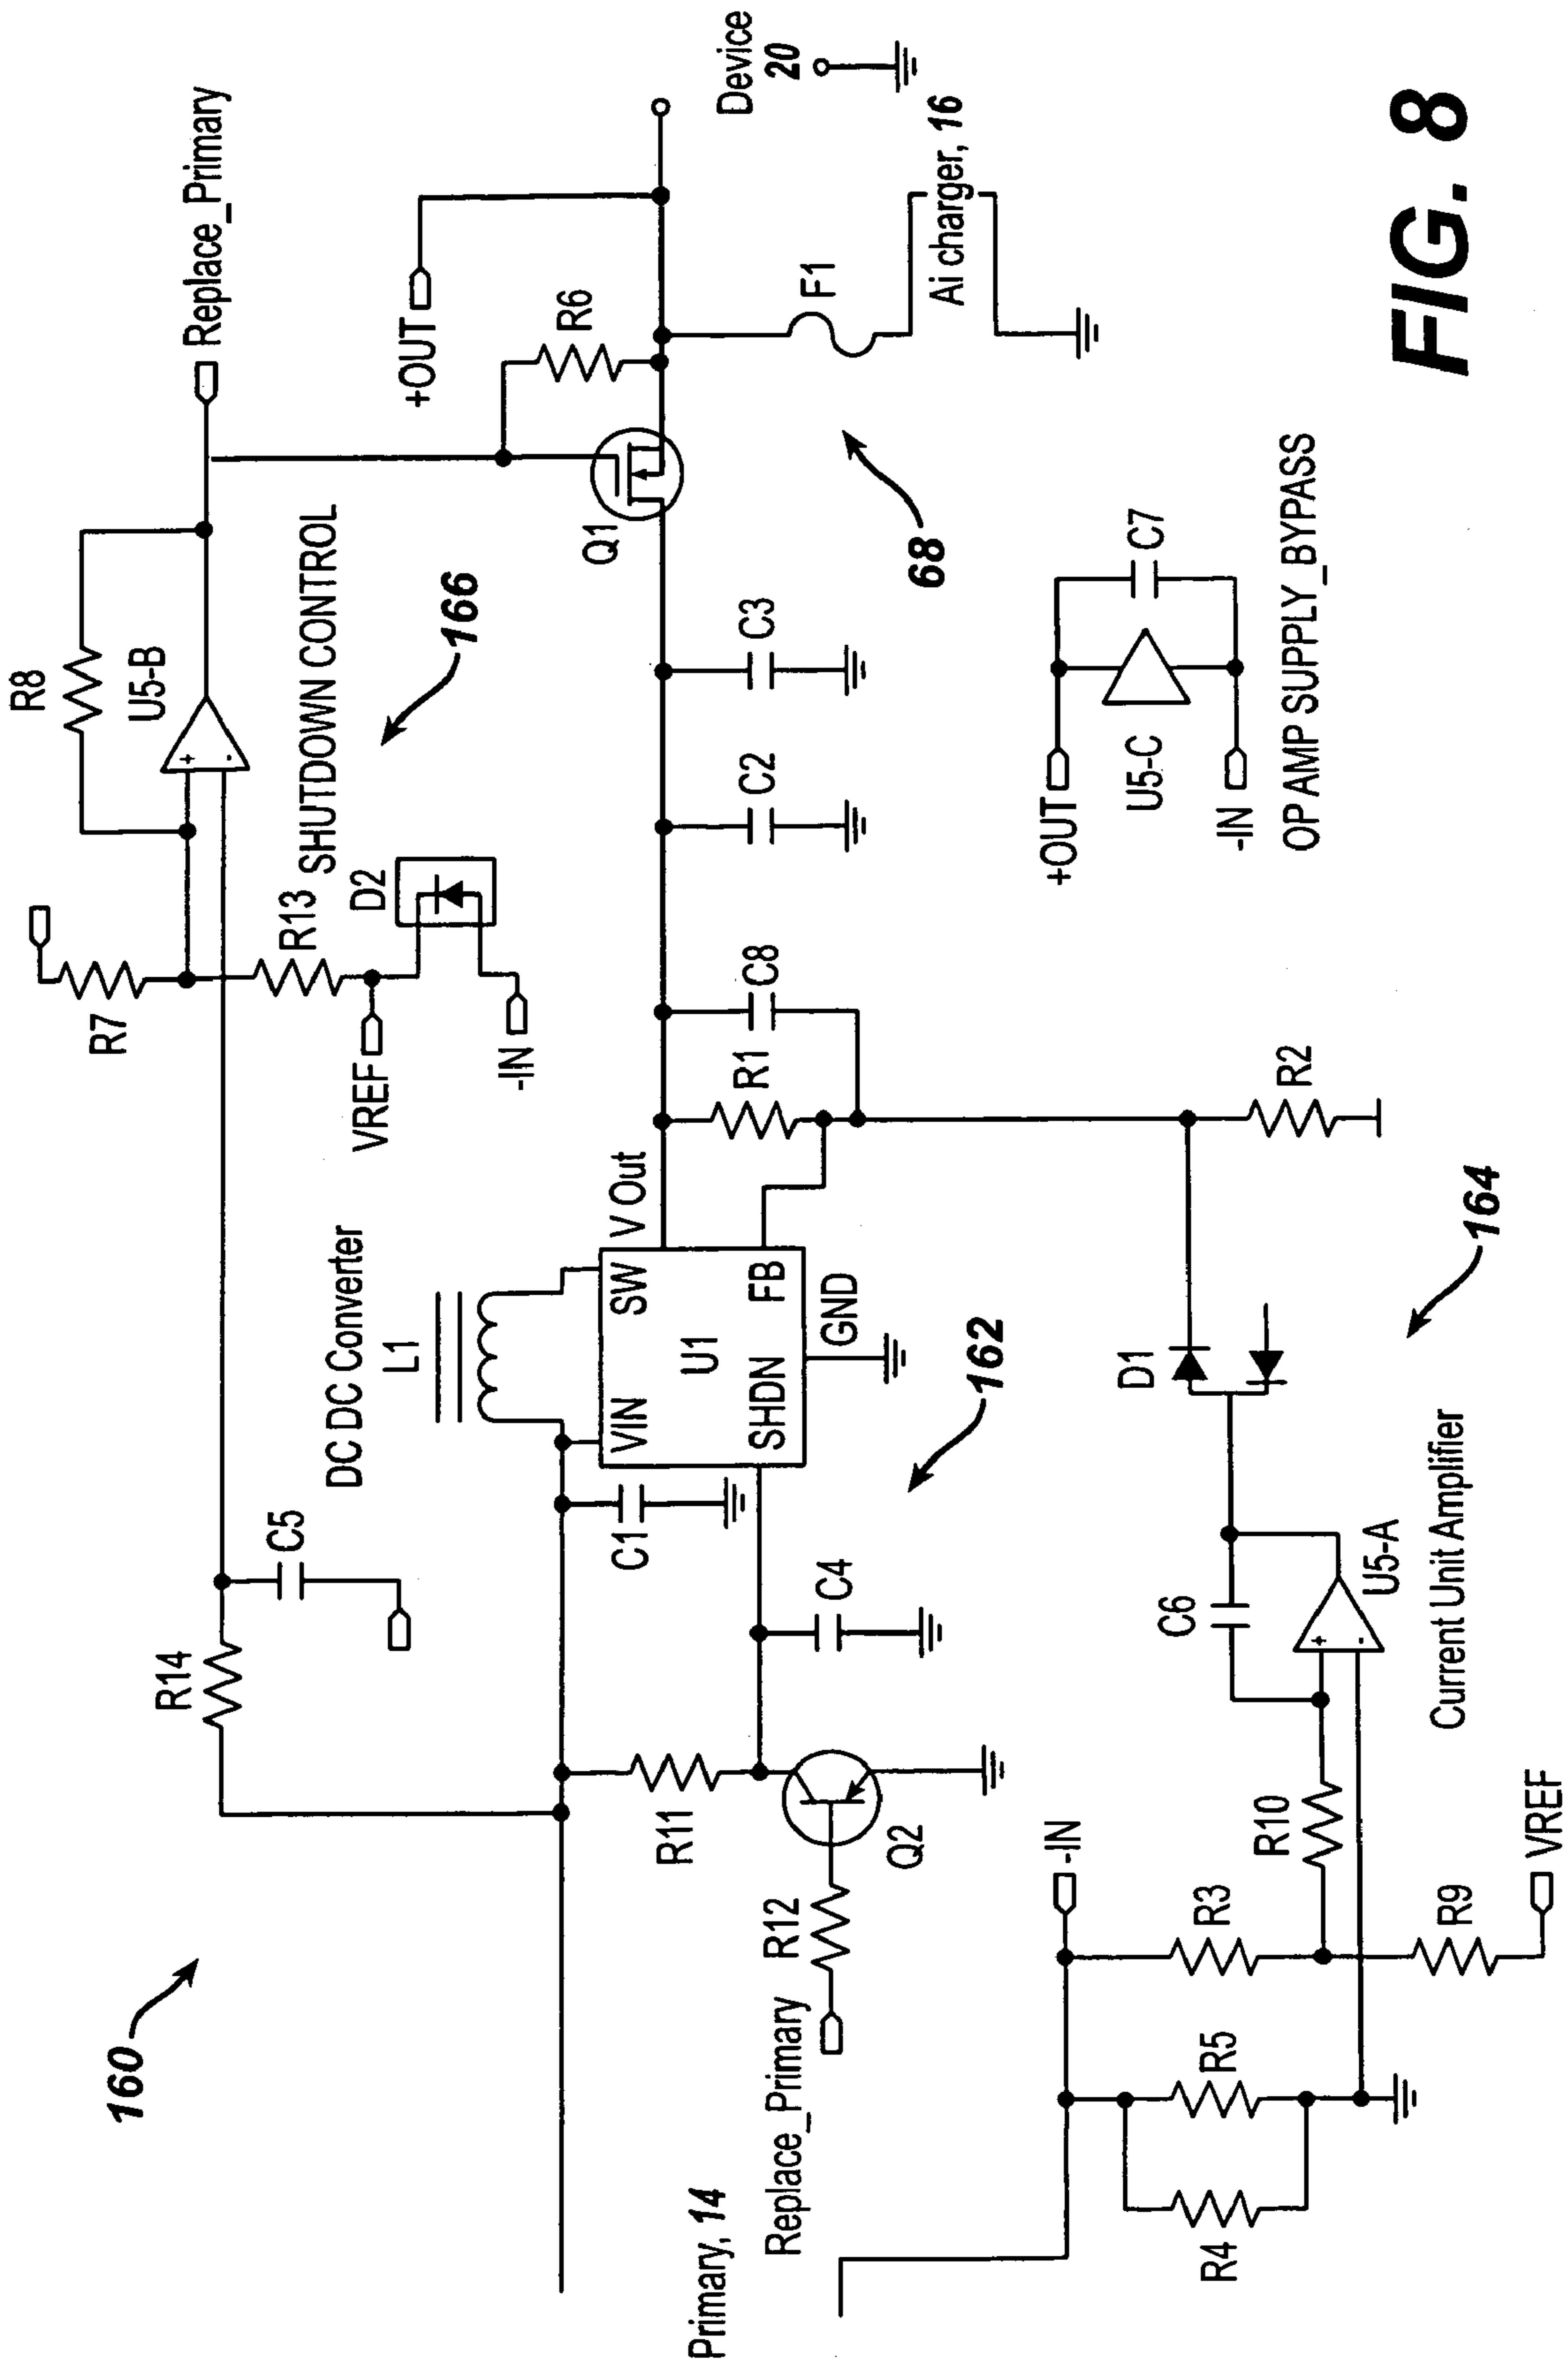 160
R14
C5
R7
R8
U5-B
Replace_Primary
R13
SHUTDOWN CONTROL
166
VREF
D2
-IN
+OUT
R6
DC DC Converter
L1
Primary, 14
R11
C1
VIN
SW
V Out
U1
SHDN
FB
GND
R1
C8
C2
C3
Q1
Device
20
F1
Ai charger, 16
68
Replace_Primary
R12
Q2
C4
162
-IN
R4
R5
R3
R10
R9
VREF
C6
+
-
U5-A
Current Unit Amplifier
D1
164
R2
+OUT
U5-C
-IN
C7
OP AMP SUPPLY_BYPASS
+
-
FIG. 8